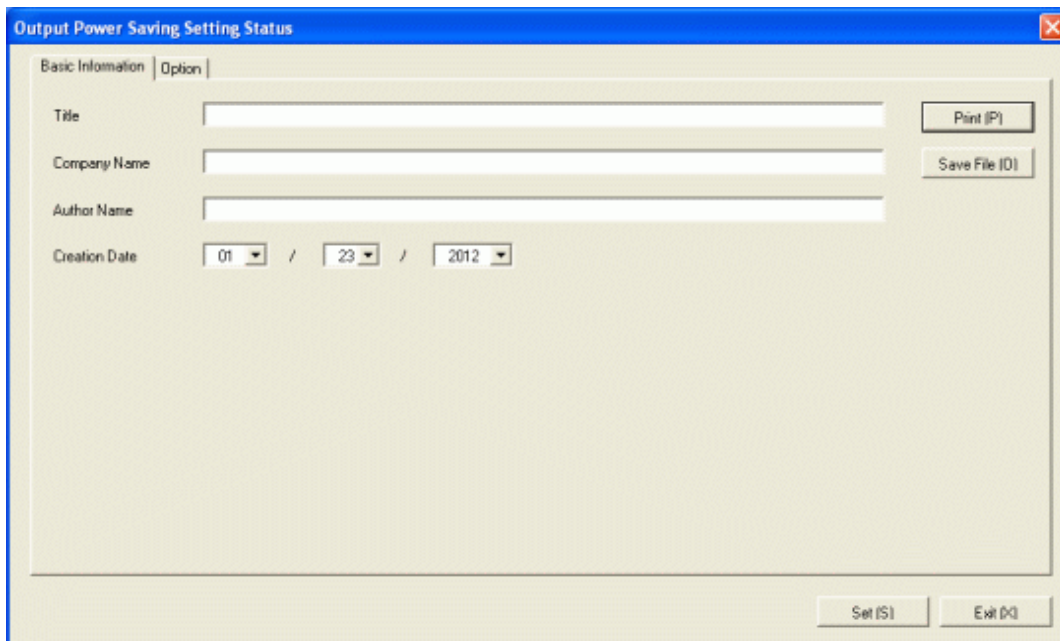 Output Power Saving Setting Status
Basic Information Option
Title
Print (P)
Company Name
Save File (O)
Author Name
Creation Date 01 / 23 / 2012
Set (S) Exit (X)